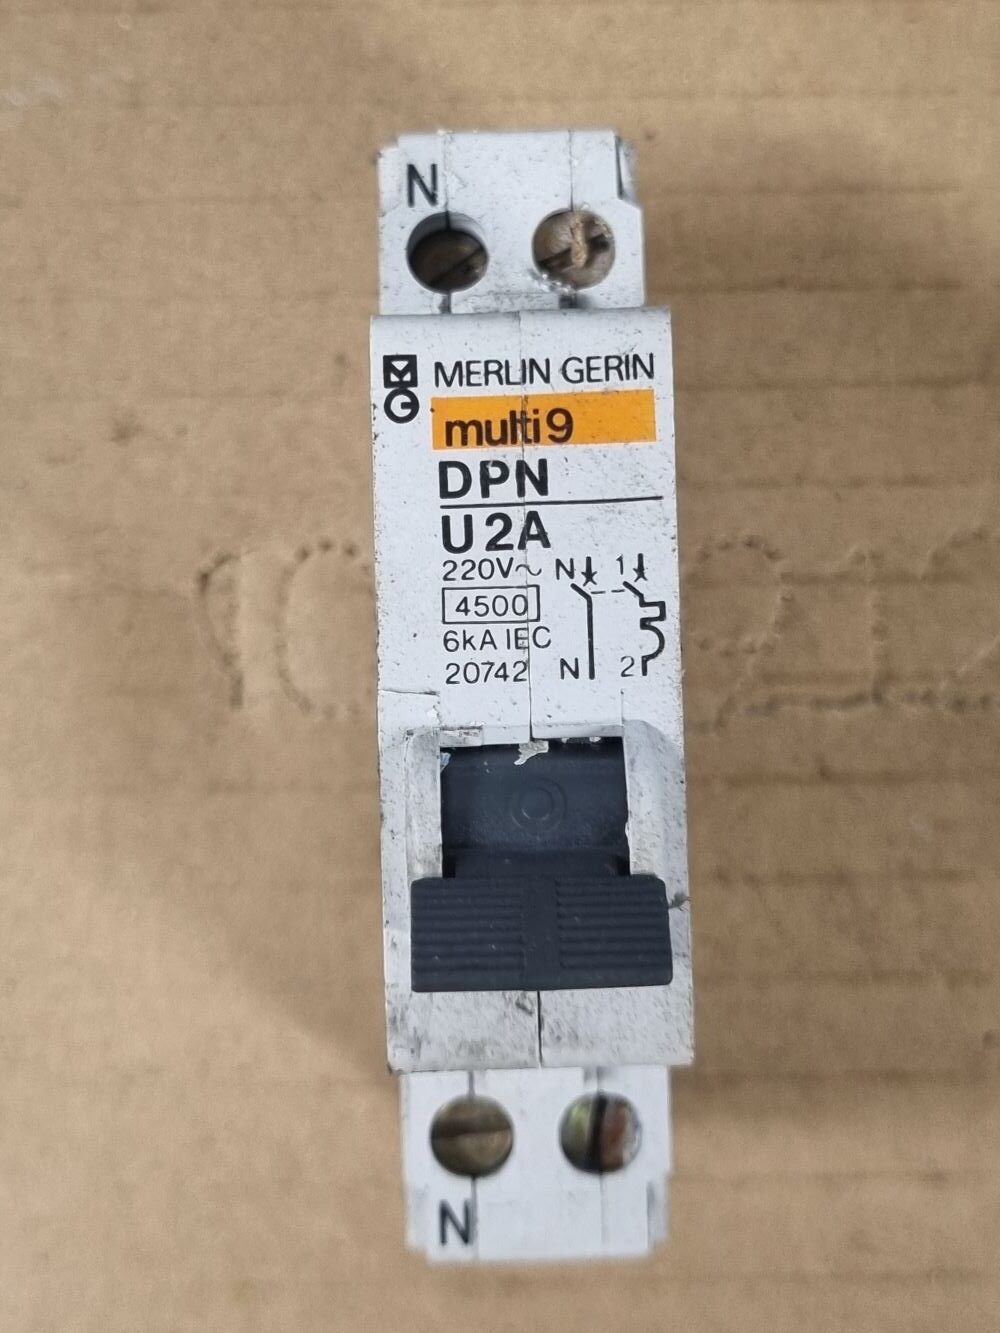 N
MERLIN GERIN
multi9
DPN
U2A
220V~ N 1
4500
6kA IEC
20742 N 2
N